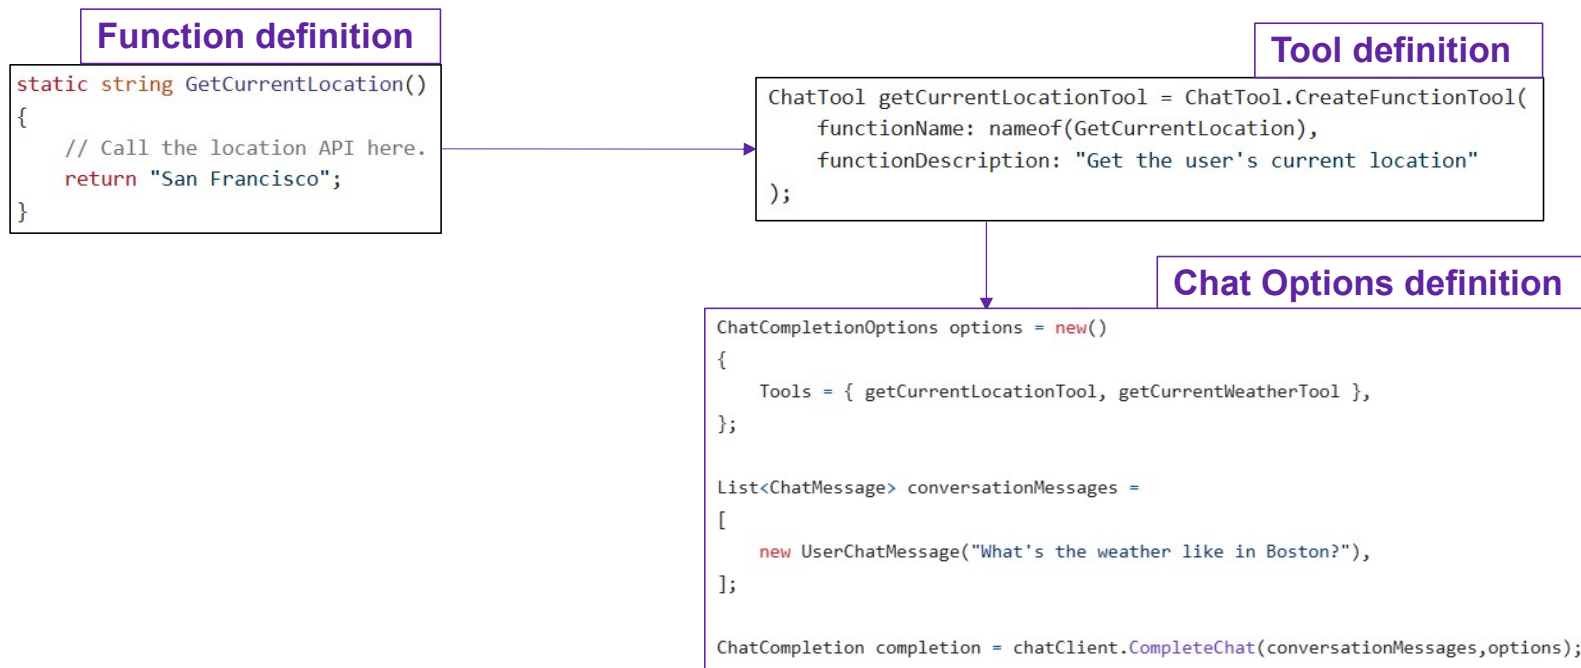 Function definition
static string GetCurrentLocation()
{
// Call the location API here.
return "San Francisco";
}
Tool definition
ChatTool getCurrentLocationTool = ChatTool.CreateFunctionTool(
functionName: nameof(GetCurrentLocation),
functionDescription: "Get the user's current location"
);
Chat Options definition
ChatCompletionOptions options = new()
{
Tools = { getCurrentLocationTool, getCurrentWeatherTool },
};
List<ChatMessage> conversationMessages =
[
new UserChatMessage("What's the weather like in Boston?"),
];
ChatCompletion completion = chatClient.CompleteChat(conversationMessages,options);